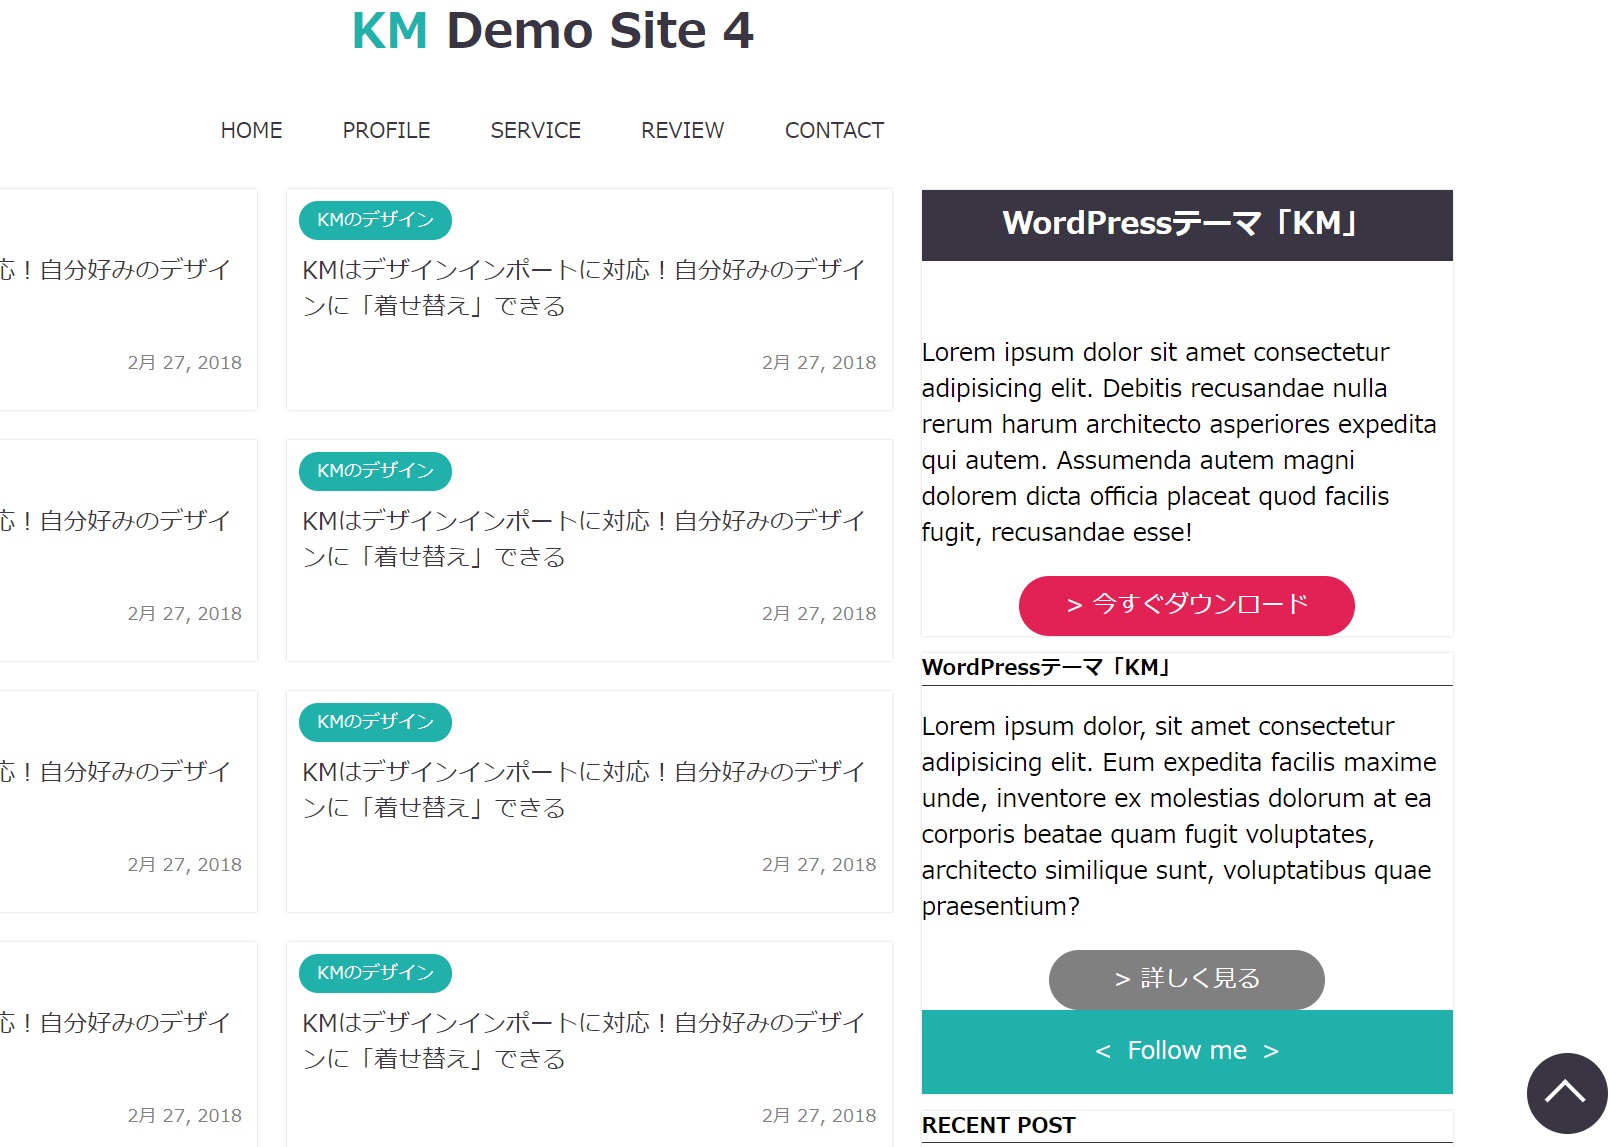 KM Demo Site 4
HOME
PROFILE
SERVICE
REVIEW
CONTACT
応！自分好みのデザイ
2月 27, 2018
応！自分好みのデザイ
2月 27, 2018
応！自分好みのデザイ
2月 27, 2018
応！自分好みのデザイ
2月 27, 2018
KMのデザイン
KMはデザインインポートに対応！自分好みのデザイ
ンに「着せ替え」できる
2月 27, 2018
KMのデザイン
KMはデザインインポートに対応！自分好みのデザイ
ンに「着せ替え」できる
2月 27, 2018
KMのデザイン
KMはデザインインポートに対応！自分好みのデザイ
ンに「着せ替え」できる
2月 27, 2018
KMのデザイン
KMはデザインインポートに対応！自分好みのデザイ
ンに「着せ替え」できる
2月 27, 2018
WordPressテーマ「KM」
Lorem ipsum dolor sit amet consectetur
adipisicing elit. Debitis recusandae nulla
rerum harum architecto asperiores expedita
qui autem. Assumenda autem magni
dolorem dicta officia placeat quod facilis
fugit, recusandae esse!
> 今すぐダウンロード
WordPressテーマ「KM」
Lorem ipsum dolor, sit amet consectetur
adipisicing elit. Eum expedita facilis maxime
unde, inventore ex molestias dolorum at ea
corporis beatae quam fugit voluptates,
architecto similique sunt, voluptatibus quae
praesentium?
> 詳しく見る
< Follow me >
RECENT POST